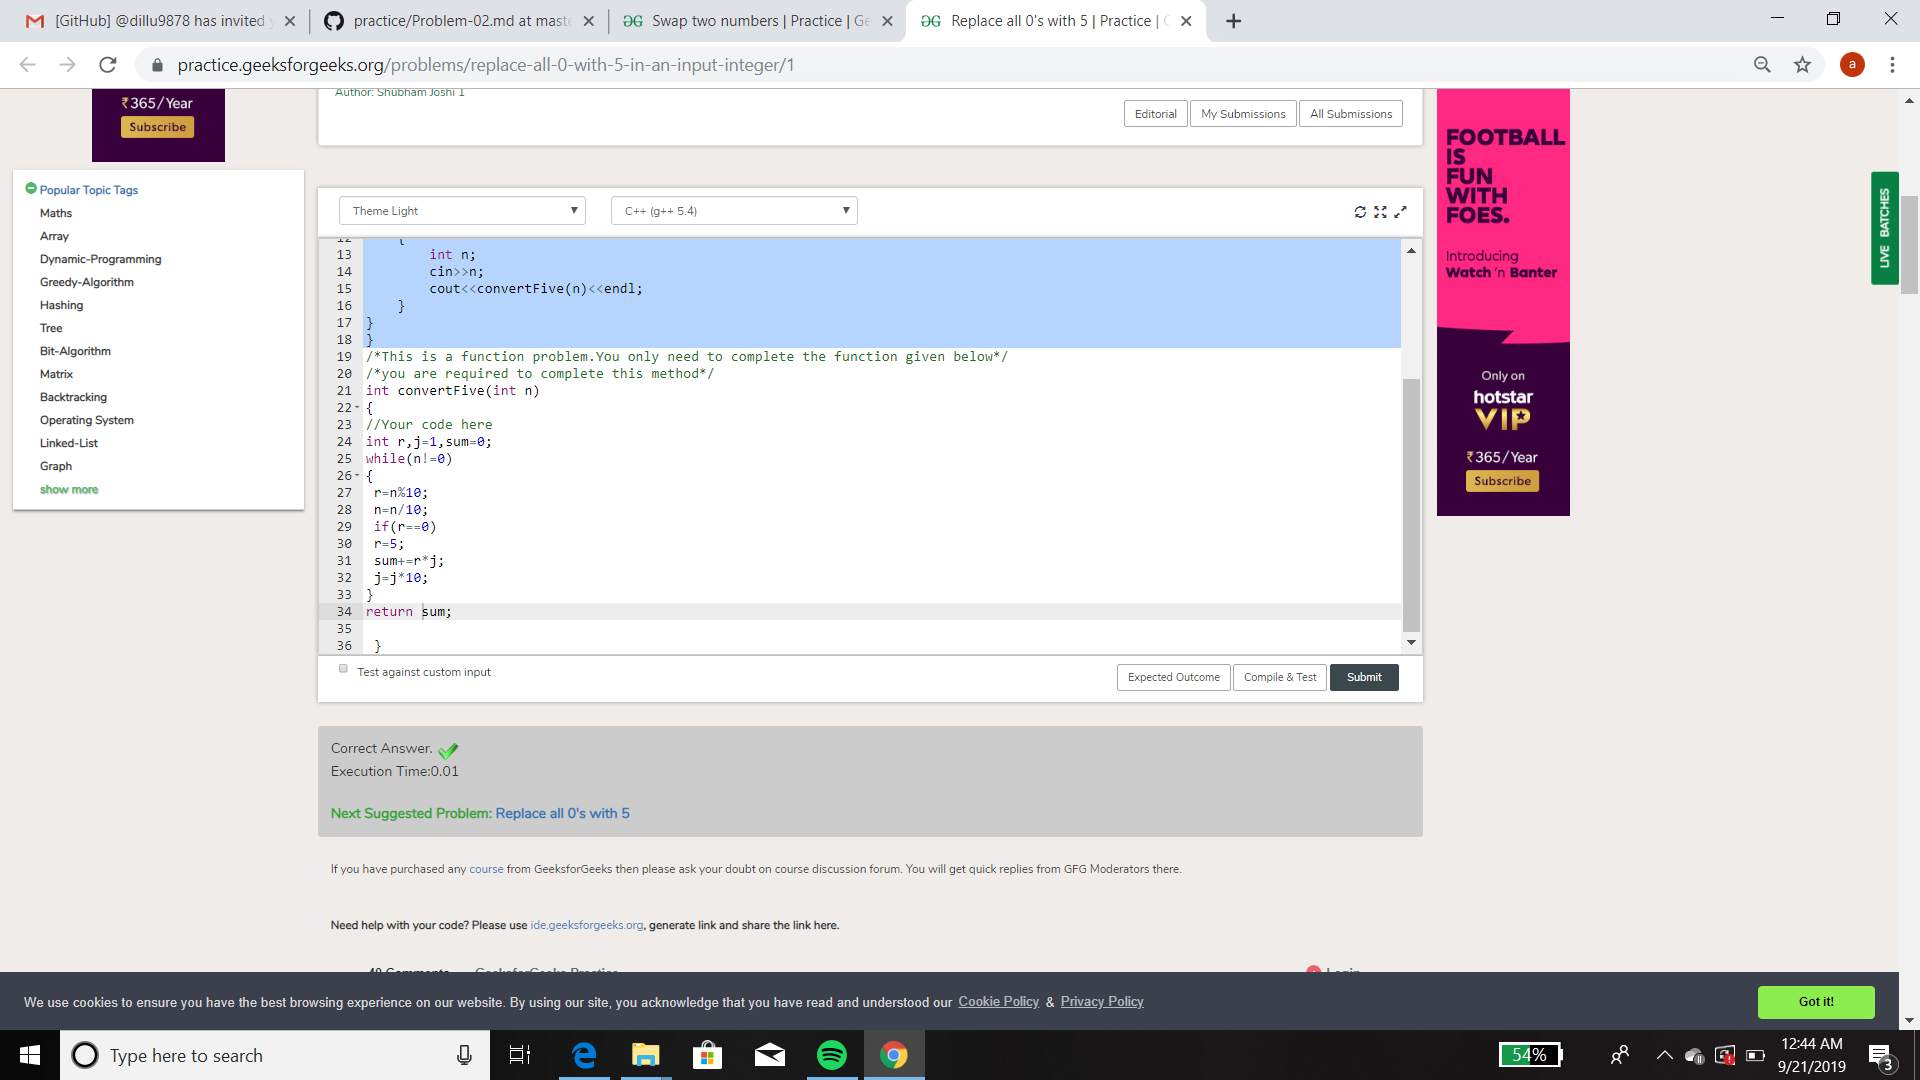 [GitHub] @dillu9878 has invited
practice/Problem-02.md at maste
Swap two numbers | Practice | Ge
Replace all 0's with 5 | Practice |
practice.geeksforgeeks.org/problems/replace-all-0-with-5-in-an-input-integer/1
a
₹365/Year
Subscribe
Author: Shubham Joshi 1
Editorial
My Submissions
All Submissions
Popular Topic Tags
Maths
Array
Dynamic-Programming
Greedy-Algorithm
Hashing
Tree
Bit-Algorithm
Matrix
Backtracking
Operating System
Linked-List
Graph
show more
Theme Light
C++ (g++ 5.4)
12 {
13 int n;
14 cin>>n;
15 cout<<convertFive(n)<<endl;
16 }
17 }
18 }
19 /*This is a function problem.You only need to complete the function given below*/
20 /*you are required to complete this method*/
21 int convertFive(int n)
22 {
23 //Your code here
24 int r,j=1,sum=0;
25 while(n!=0)
26 {
27 r=n%10;
28 n=n/10;
29 if(r==0)
30 r=5;
31 sum+=r*j;
32 j=j*10;
33 }
34 return sum;
35
36 }
Test against custom input
Expected Outcome
Compile & Test
Submit
Correct Answer.
Execution Time:0.01
Next Suggested Problem: Replace all 0's with 5
If you have purchased any course from GeeksforGeeks then please ask your doubt on course discussion forum. You will get quick replies from GFG Moderators there.
Need help with your code? Please use ide.geeksforgeeks.org, generate link and share the link here.
40 Comments GeeksforGeeks Practice Login
FOOTBALL
IS
FUN
WITH
FOES.
Introducing
Watch 'n Banter
Only on
hotstar
VIP
₹365/Year
Subscribe
LIVE BATCHES
We use cookies to ensure you have the best browsing experience on our website. By using our site, you acknowledge that you have read and understood our Cookie Policy & Privacy Policy
Got it!
Type here to search
54%
12:44 AM
9/21/2019
3